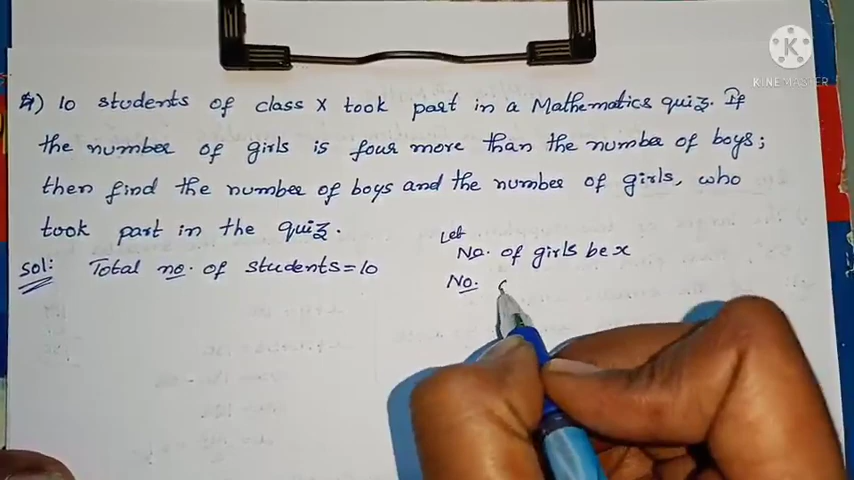 KINEMASTER
Q) 10 students of class X took part in a Mathematics quiz. If
the number of girls is four more than the number of boys;
then find the number of boys and the number of girls, who
took part in the quiz.
Let
No. of girls be x
Sol: Total no. of students = 10
No.